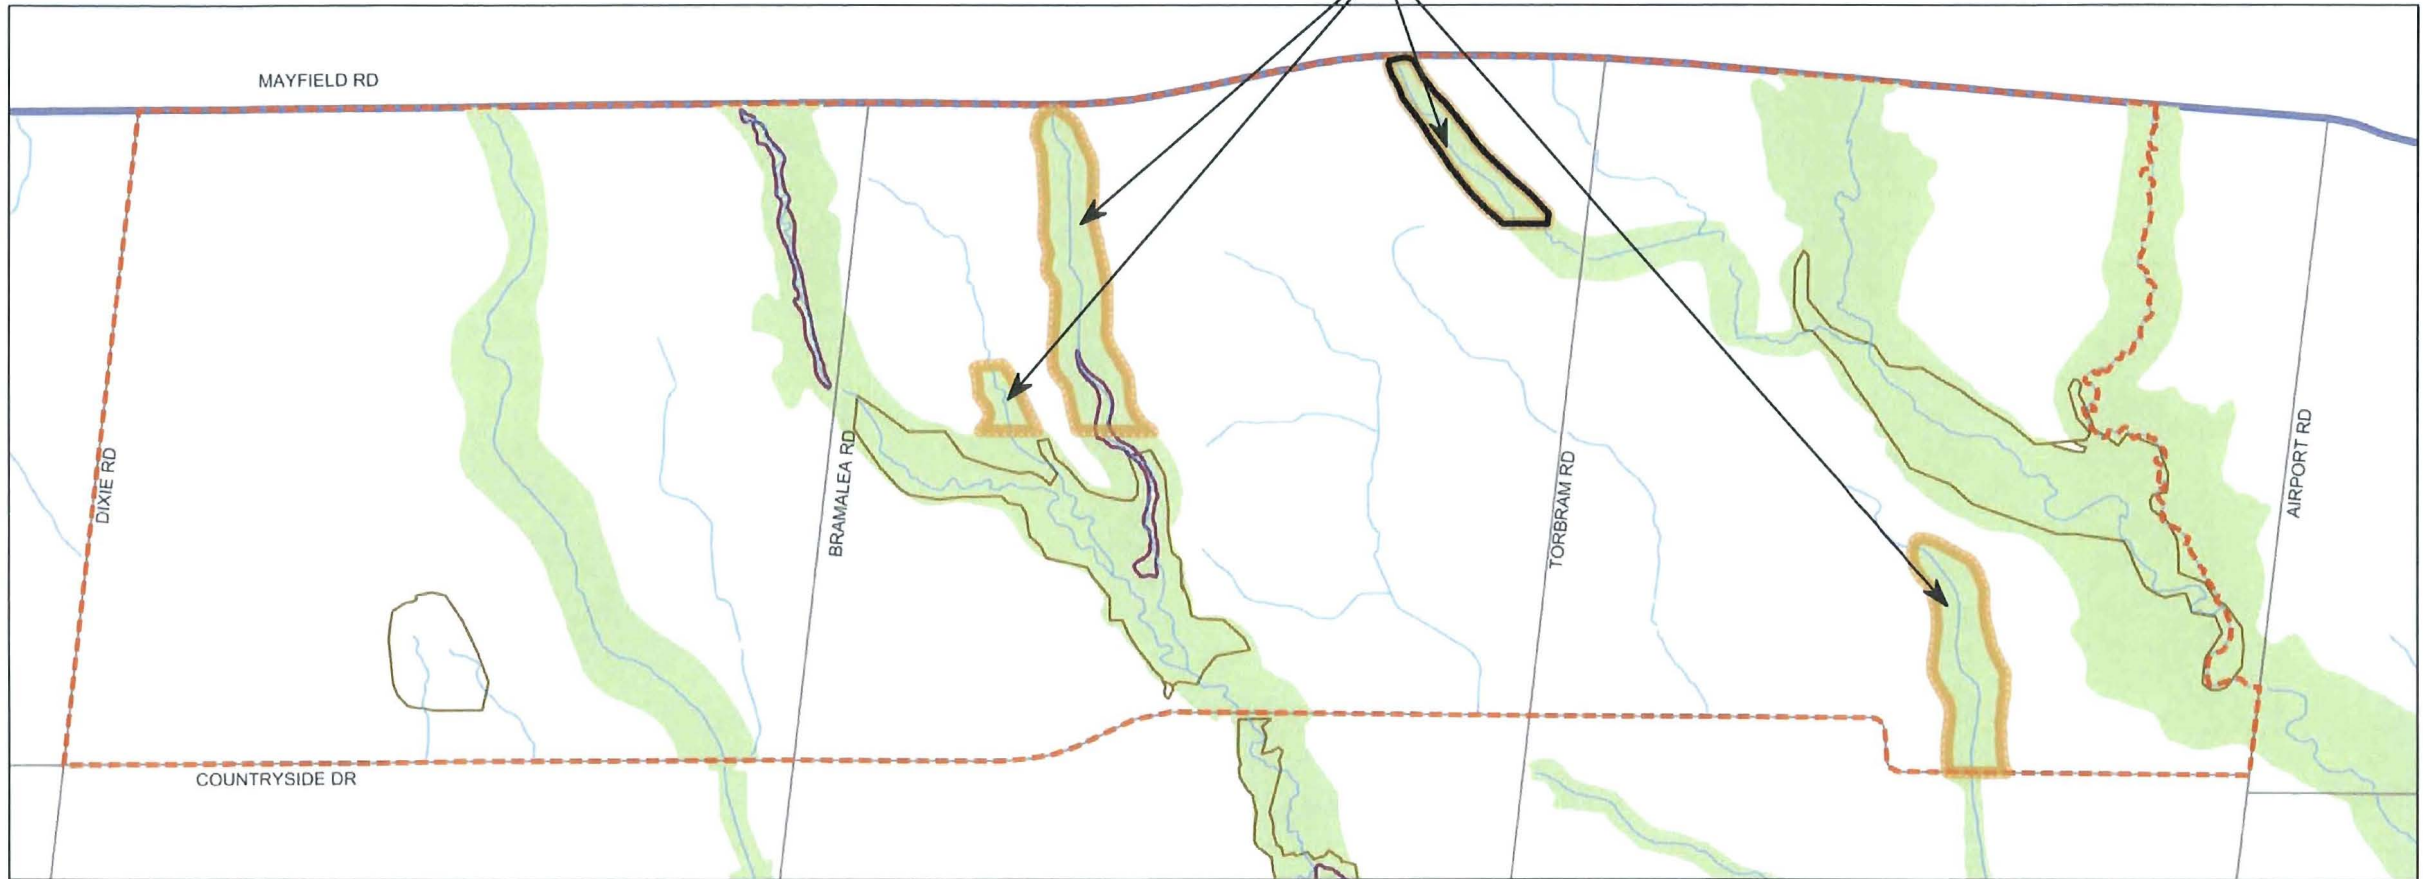 MAYFIELD RD
DIXIE RD
BRAMALEA RD
TORBRAM RD
AIRPORT RD
COUNTRYSIDE DR